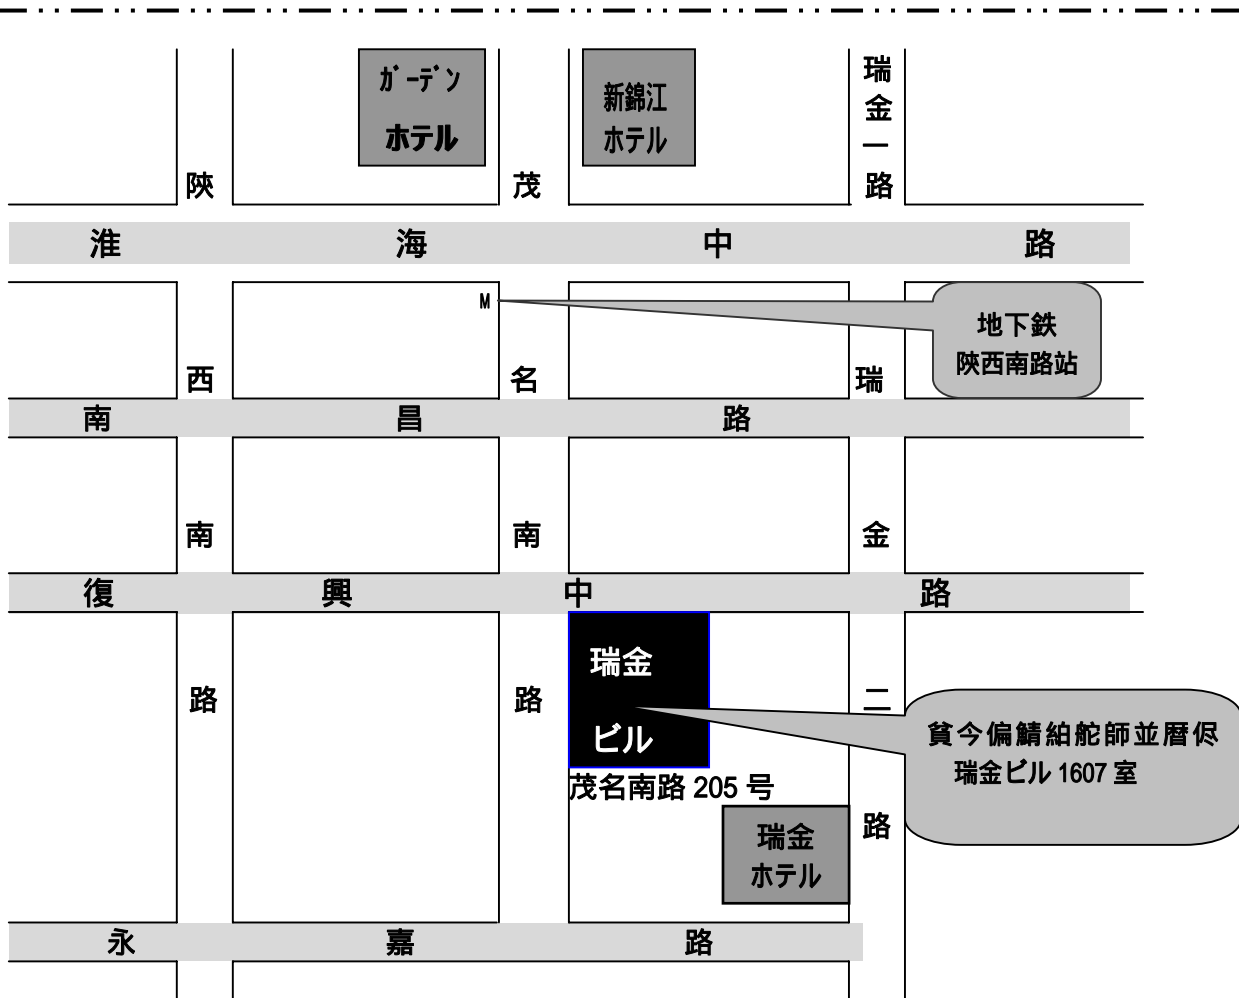 ガーデン
ホテル
新錦江
ホテル
瑞金一路
陜西南路
茂名南路
淮海中路
M
地下鉄
陜西南路站
瑞金二路
南昌路
復興中路
瑞金
ビル
貧今偏鯖紿舵師並暦侭
瑞金ビル 1607 室
茂名南路 205 号
瑞金
ホテル
永嘉路